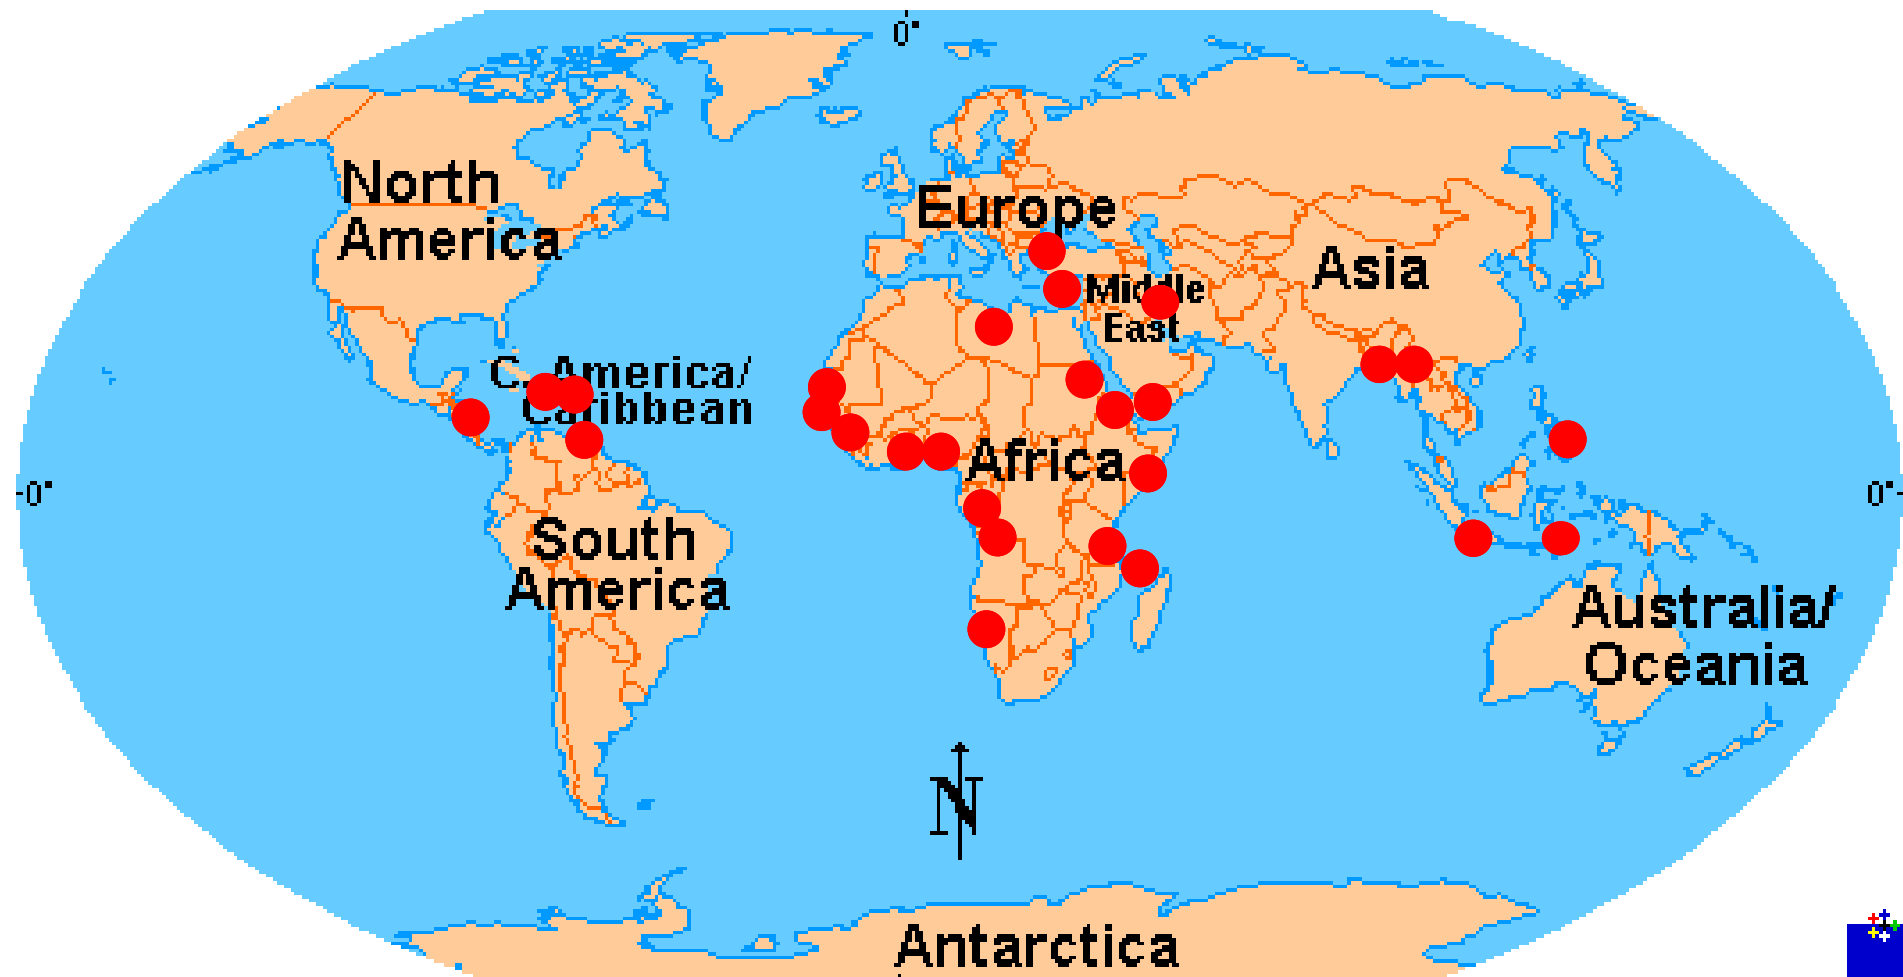 0°
North
America
Europe
Asia
Middle
East
C. America/
Caribbean
Africa
-0°
0°-
South
America
Australia/
Oceania
N
Antarctica